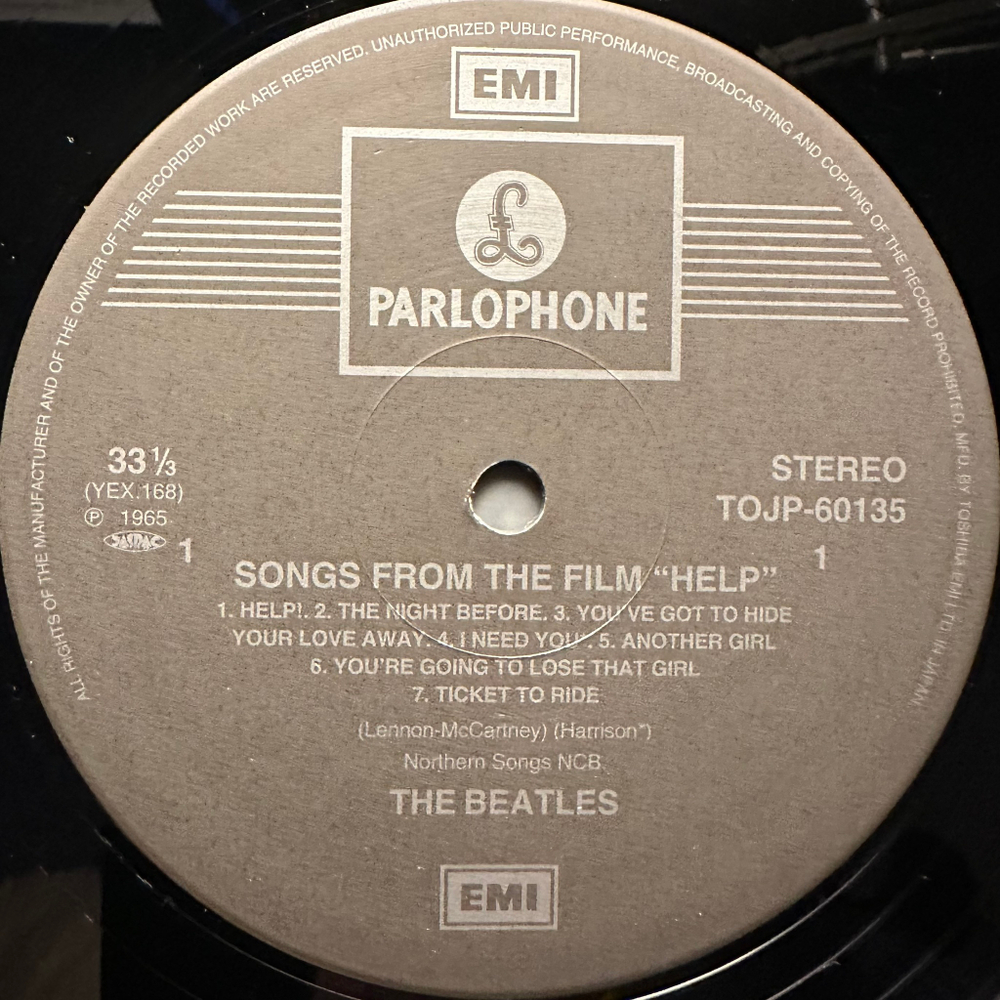 ALL RIGHTS OF THE MANUFACTURER AND OF THE OWNER OF THE RECORDED WORK ARE RESERVED. UNAUTHORIZED PUBLIC PERFORMANCE, BROADCASTING AND COPYING OF THE RECORD PROHIBITED. MFD. BY TOSHIBA EMI LTD IN JAPAN.
EMI
£
PARLOPHONE
33 ⅓
(YEX.168)
℗ 1965
JASRAC
1
STEREO
TOJP-60135
1
SONGS FROM THE FILM “HELP”
1. HELP!. 2. THE NIGHT BEFORE. 3. YOU'VE GOT TO HIDE
YOUR LOVE AWAY. 4. I NEED YOU*. 5. ANOTHER GIRL
6. YOU'RE GOING TO LOSE THAT GIRL
7. TICKET TO RIDE
(Lennon-McCartney) (Harrison*)
Northern Songs NCB
THE BEATLES
EMI